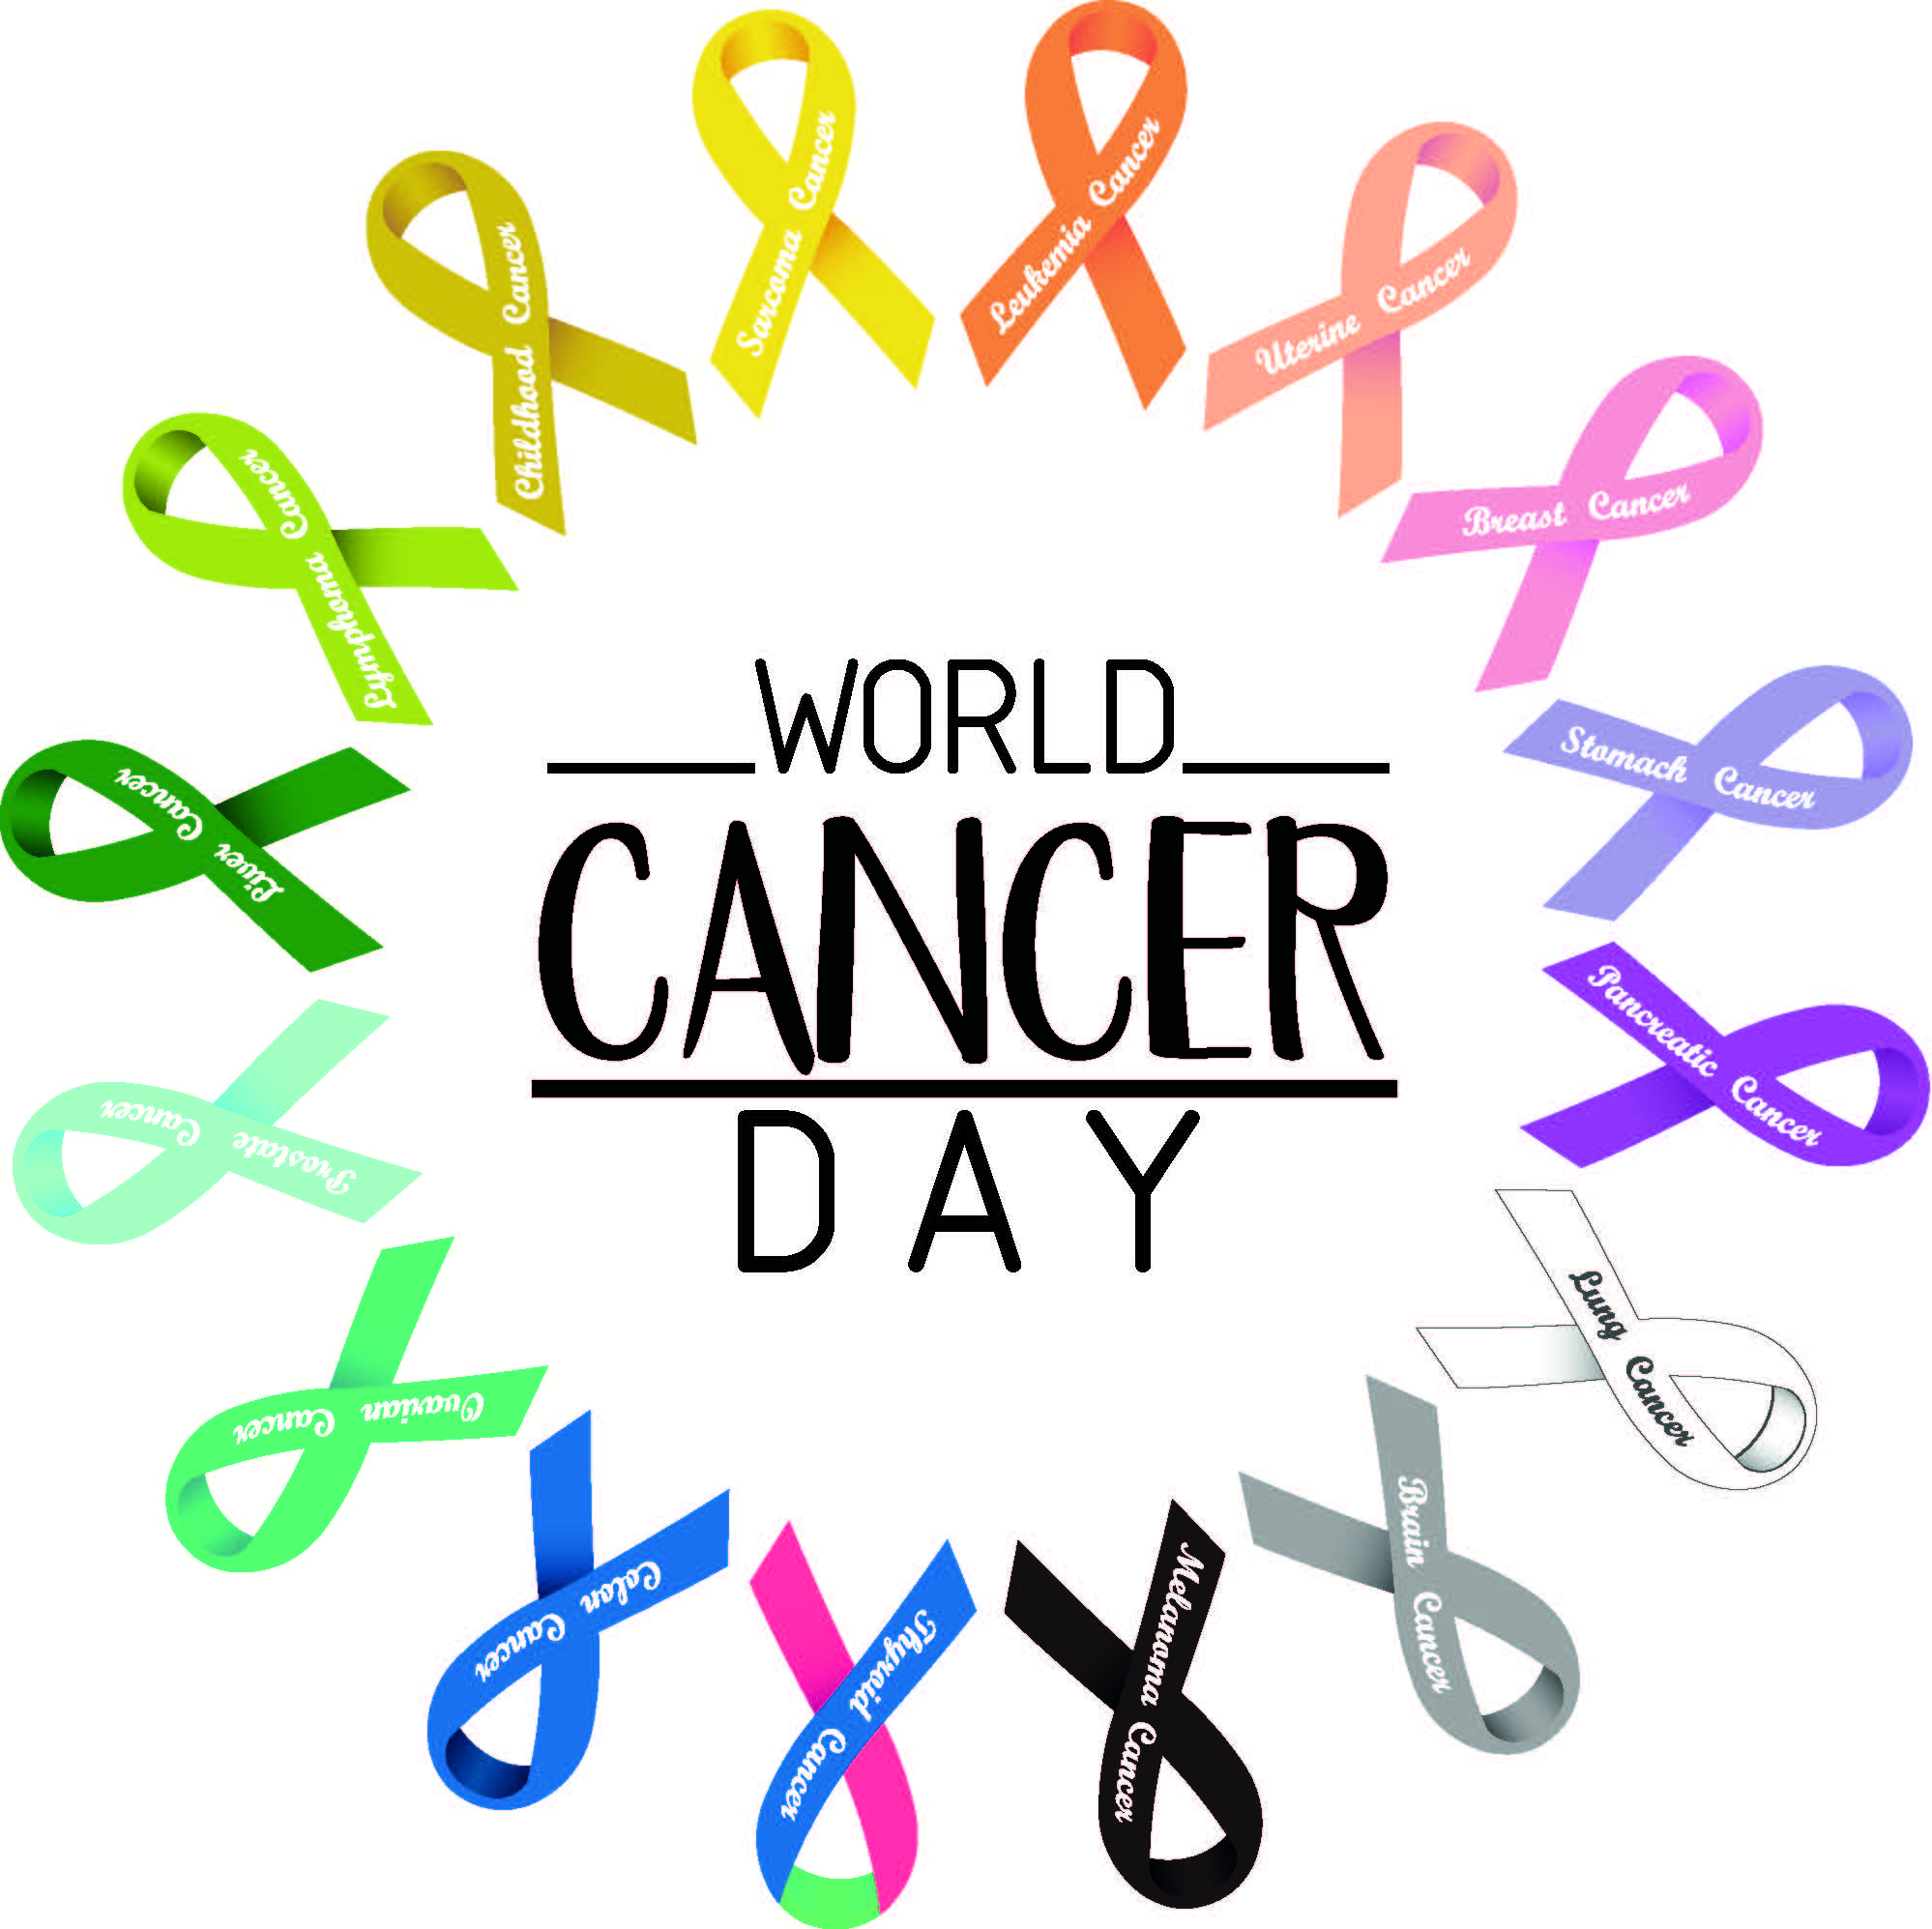 Sarcoma Cancer
Leukemia Cancer
Uterine Cancer
Breast Cancer
Stomach Cancer
Pancreatic Cancer
Lung Cancer
Brain Cancer
Melanoma Cancer
Thyroid Cancer
Colon Cancer
Ovarian Cancer
Prostate Cancer
Liver Cancer
Lymphoma Cancer
Childhood Cancer
WORLD
CANCER
DAY